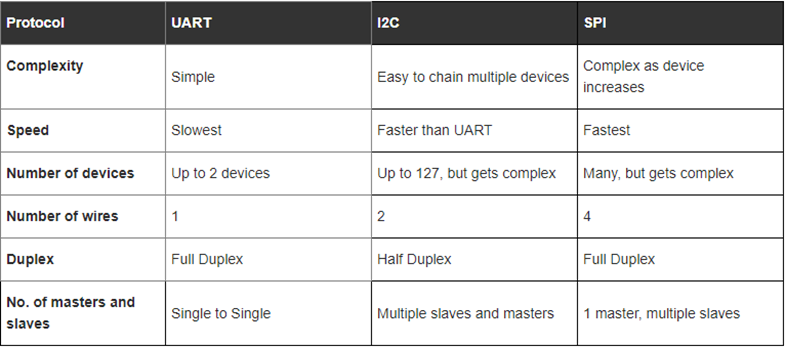 Protocol UART I2C SPI
Complexity Simple Easy to chain multiple devices Complex as device
increases
Speed Slowest Faster than UART Fastest
Number of devices Up to 2 devices Up to 127, but gets complex Many, but gets complex
Number of wires 1 2 4
Duplex Full Duplex Half Duplex Full Duplex
No. of masters and
slaves Single to Single Multiple slaves and masters 1 master, multiple slaves